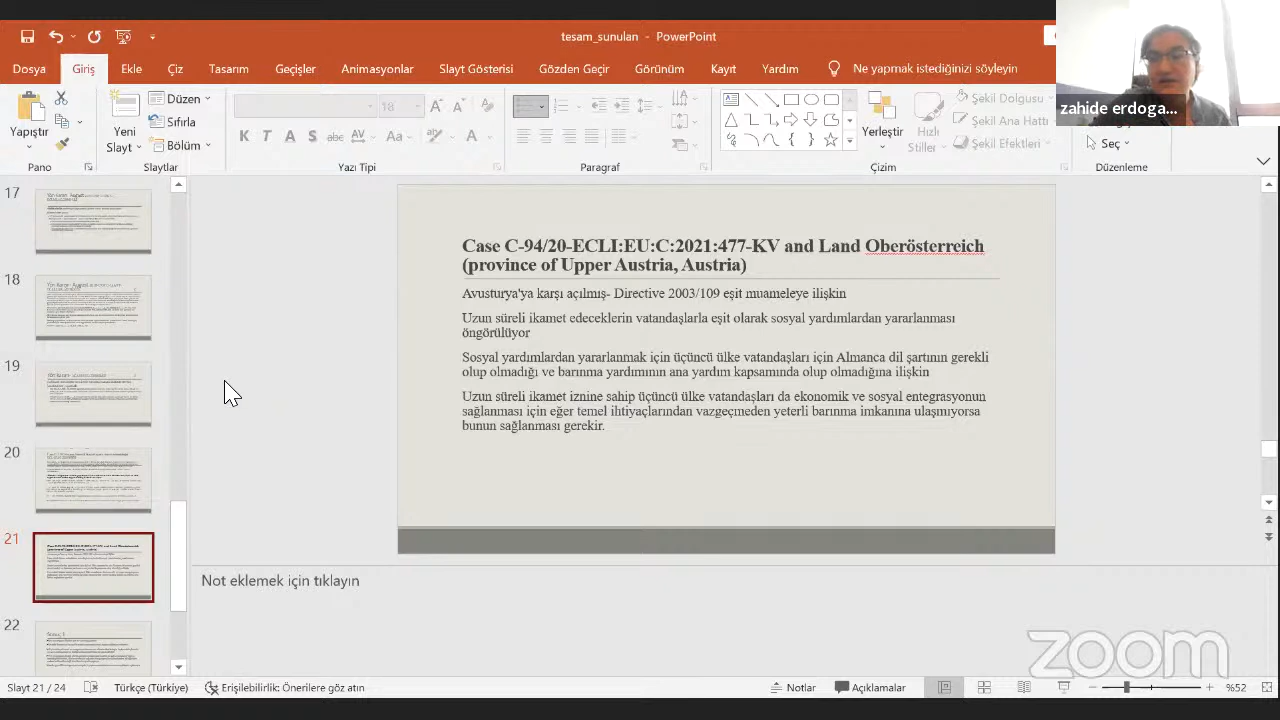 tesam_sunulan - PowerPoint
zahide erdoga...
Dosya Giriş Ekle Çiz Tasarım Geçişler Animasyonlar Slayt Gösterisi Gözden Geçir Görünüm Kayıt Yardım Ne yapmak istediğinizi söyleyin
Yapıştır
Yeni
Slayt
Düzen
Sıfırla
Bölüm
18
K T A abc AV Aa
Yerleştir
Hızlı
Stiller
Şekil Dolgusu
Şekil Ana Hattı
Şekil Efektleri
Seç
Pano Slaytlar Yazı Tipi Paragraf Çizim Düzenleme
17
18
19
20
21
22
Case C-94/20-ECLI:EU:C:2021:477-KV and Land Oberösterreich
(province of Upper Austria, Austria)
Avusturya'ya karşı açılmış- Directive 2003/109 eşit muameleye ilişkin
Uzun süreli ikamet edeceklerin vatandaşlarla eşit olarak sosyal yardımlardan yararlanması
öngörülüyor
Sosyal yardımlardan yararlanmak için üçüncü ülke vatandaşları için Almanca dil şartının gerekli
olup olmadığı ve barınma yardımının ana yardım kapsamında olup olmadığına ilişkin
Uzun süreli ikamet iznine sahip üçüncü ülke vatandaşları da ekonomik ve sosyal entegrasyonun
sağlanması için eğer temel ihtiyaçlarından vazgeçmeden yeterli barınma imkanına ulaşmıyorsa
bunun sağlanması gerekir.
Not eklemek için tıklayın
zoom
Slayt 21 / 24 Türkçe (Türkiye) Erişilebilirlik: Önerilere göz atın Notlar Açıklamalar %52